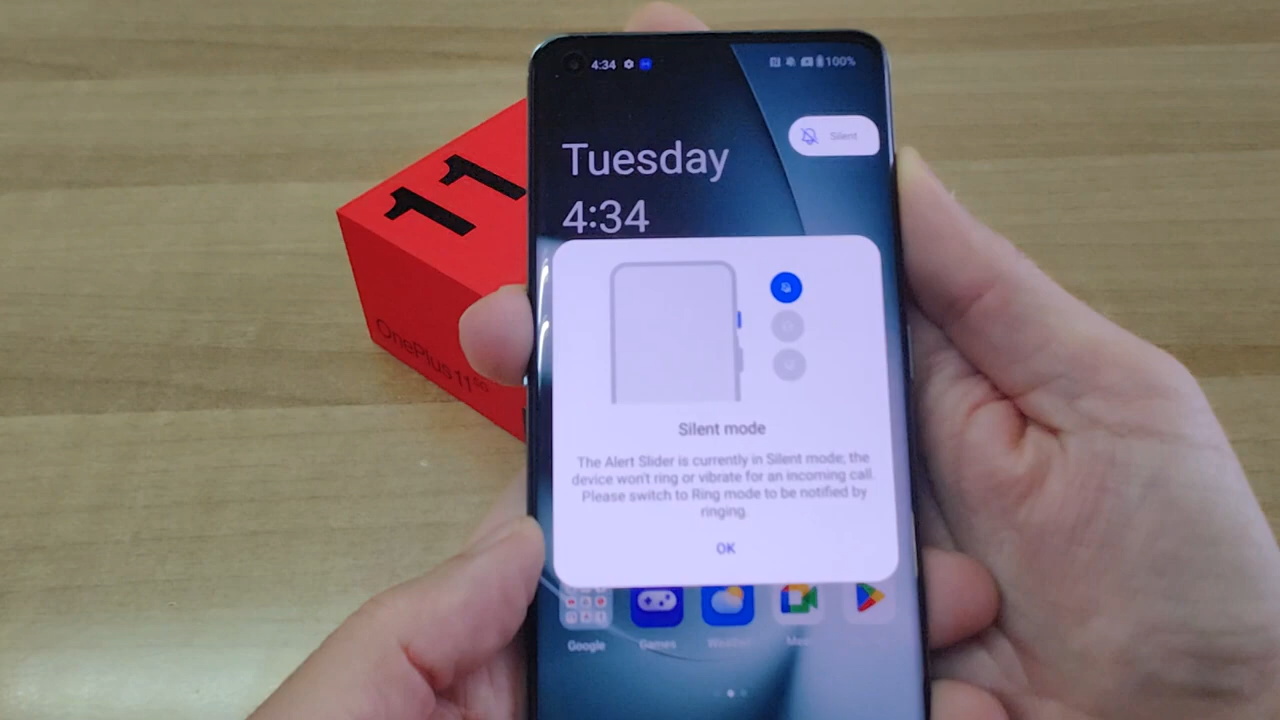 4:34
100%
Silent
Tuesday
4:34
11
OnePlus 11 5G
Silent mode
The Alert Slider is currently in Silent mode, the
device won't ring or vibrate for an incoming call.
Please switch to Ring mode to be notified by
ringing.
OK
Google
Games
Weather